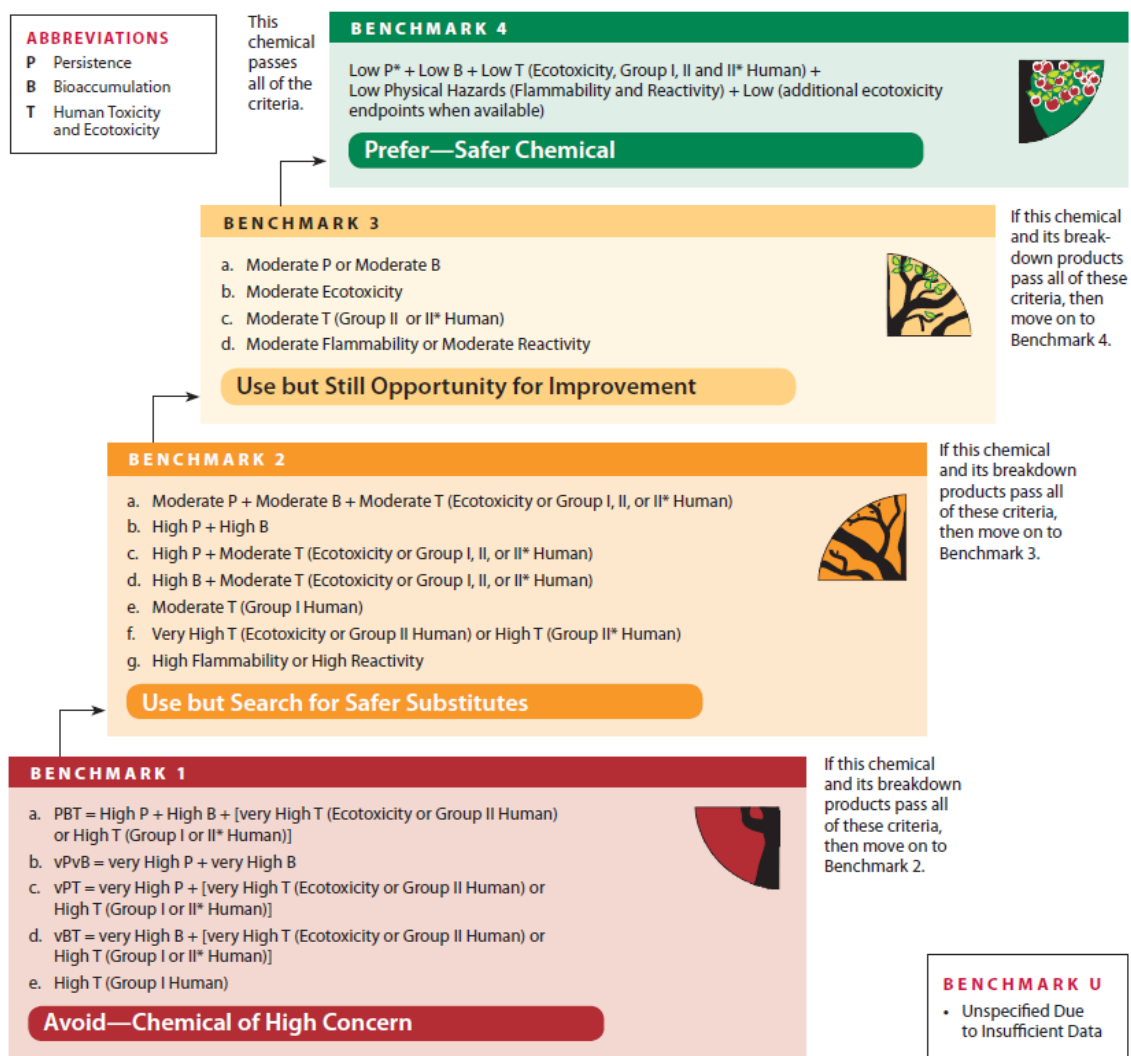 ABBREVIATIONS
P Persistence
B Bioaccumulation
T Human Toxicity
and Ecotoxicity
This
chemical
passes
all of the
criteria.
BENCHMARK 4
Low P* + Low B + Low T (Ecotoxicity, Group I, II and II* Human) +
Low Physical Hazards (Flammability and Reactivity) + Low (additional ecotoxicity
endpoints when available)
Prefer—Safer Chemical
BENCHMARK 3
a. Moderate P or Moderate B
b. Moderate Ecotoxicity
c. Moderate T (Group II or II* Human)
d. Moderate Flammability or Moderate Reactivity
Use but Still Opportunity for Improvement
If this chemical
and its break-
down products
pass all of these
criteria, then
move on to
Benchmark 4.
BENCHMARK 2
a. Moderate P + Moderate B + Moderate T (Ecotoxicity or Group I, II, or II* Human)
b. High P + High B
c. High P + Moderate T (Ecotoxicity or Group I, II, or II* Human)
d. High B + Moderate T (Ecotoxicity or Group I, II, or II* Human)
e. Moderate T (Group I Human)
f. Very High T (Ecotoxicity or Group II Human) or High T (Group II* Human)
g. High Flammability or High Reactivity
Use but Search for Safer Substitutes
If this chemical
and its breakdown
products pass all
of these criteria,
then move on to
Benchmark 3.
BENCHMARK 1
a. PBT = High P + High B + [very High T (Ecotoxicity or Group II Human)
or High T (Group I or II* Human)]
b. vPvB = very High P + very High B
c. vPT = very High P + [very High T (Ecotoxicity or Group II Human) or
High T (Group I or II* Human)]
d. vBT = very High B + [very High T (Ecotoxicity or Group II Human) or
High T (Group I or II* Human)]
e. High T (Group I Human)
Avoid—Chemical of High Concern
If this chemical
and its breakdown
products pass all
of these criteria,
then move on to
Benchmark 2.
BENCHMARK U
• Unspecified Due
to Insufficient Data